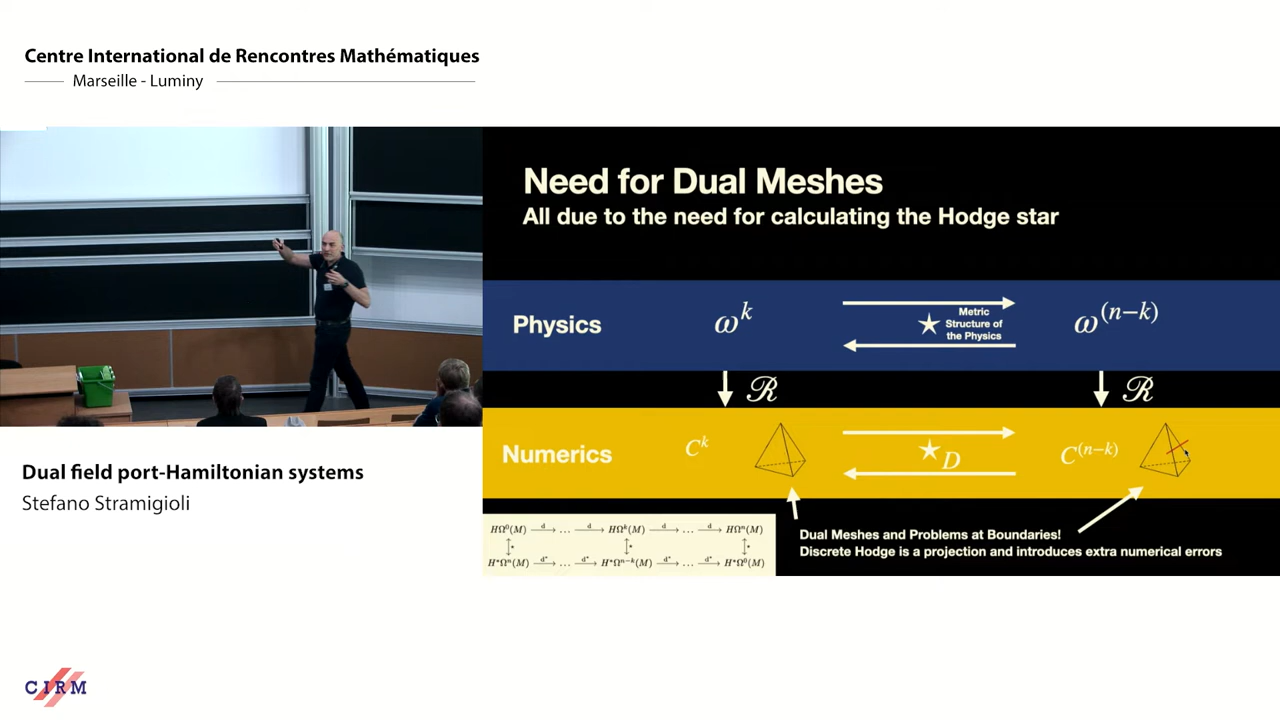 Centre International de Rencontres Mathématiques
Marseille - Luminy
Need for Dual Meshes
All due to the need for calculating the Hodge star
Physics
ω^k
★
Metric
Structure of
the Physics
ω^(n−k)
ℛ
ℛ
Numerics
C^k
★_D
C^(n−k)
Dual Meshes and Problems at Boundaries!
Discrete Hodge is a projection and introduces extra numerical errors
HΩ^0(M) —d→ … —d→ HΩ^k(M) —d→ … —d→ HΩ^n(M)
↕⋆ ↕⋆ ↕⋆
H*Ω^n(M) —d*→ … —d*→ H*Ω^(n−k)(M) —d*→ … —d*→ H*Ω^0(M)
Dual field port-Hamiltonian systems
Stefano Stramigioli
CIRM